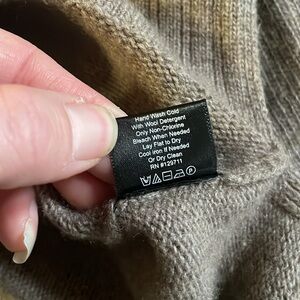 Hand Wash Cold
With Wool Detergent
Only Non-Chlorine
Bleach When Needed
Lay Flat to Dry
Cool Iron If Needed
Or Dry Clean
RN #129711
P